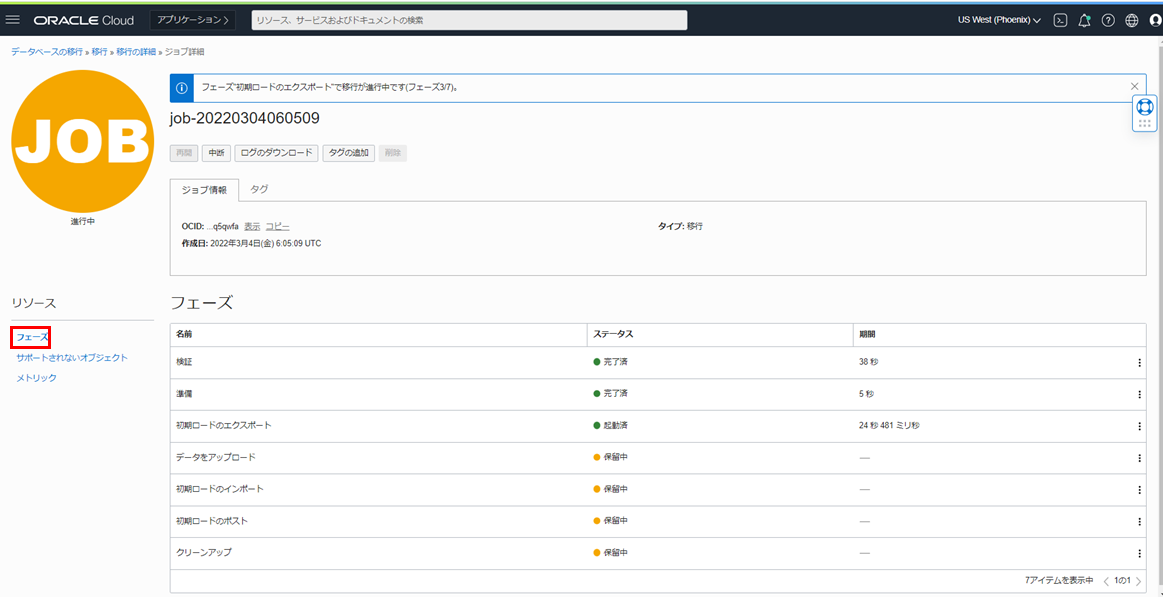 ORACLE Cloud アプリケーション > リソース、サービスおよびドキュメントの検索 US West (Phoenix)
データベースの移行 » 移行 » 移行の詳細 » ジョブ詳細
JOB
進行中
フェーズ"初期ロードのエクスポート"で移行が進行中です(フェーズ3/7)。
job-20220304060509
再開 中断 ログのダウンロード タグの追加 削除
ジョブ情報 タグ
OCID: ...q5qwfa 表示 コピー タイプ: 移行
作成日: 2022年3月4日(金) 6:05:09 UTC
リソース
フェーズ
サポートされないオブジェクト
メトリック
フェーズ
名前 ステータス 期間
検証 完了済 38 秒
準備 完了済 5 秒
初期ロードのエクスポート 起動済 24 秒 481 ミリ秒
データをアップロード 保留中 —
初期ロードのインポート 保留中 —
初期ロードのポスト 保留中 —
クリーンアップ 保留中 —
7アイテムを表示中 < 1の1 >